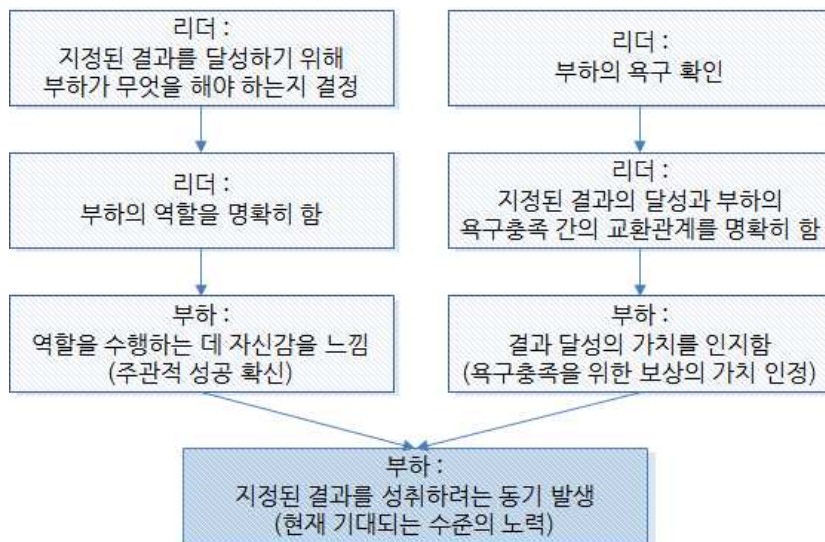 리더 :
지정된 결과를 달성하기 위해
부하가 무엇을 해야 하는지 결정
리더 :
부하의 욕구 확인
리더 :
부하의 역할을 명확히 함
리더 :
지정된 결과의 달성과 부하의
욕구충족 간의 교환관계를 명확히 함
부하 :
역할을 수행하는 데 자신감을 느낌
(주관적 성공 확신)
부하 :
결과 달성의 가치를 인지함
(욕구충족을 위한 보상의 가치 인정)
부하 :
지정된 결과를 성취하려는 동기 발생
(현재 기대되는 수준의 노력)